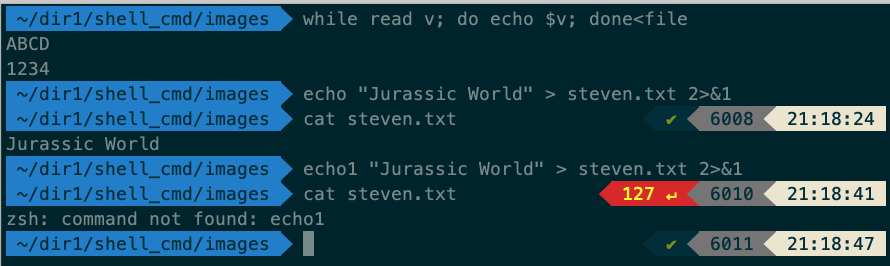 ~/dir1/shell_cmd/images while read v; do echo $v; done<file
ABCD
1234
~/dir1/shell_cmd/images echo "Jurassic World" > steven.txt 2>&1
~/dir1/shell_cmd/images cat steven.txt ✔ 6008 21:18:24
Jurassic World
~/dir1/shell_cmd/images echo1 "Jurassic World" > steven.txt 2>&1
~/dir1/shell_cmd/images cat steven.txt 127 ↵ 6010 21:18:41
zsh: command not found: echo1
~/dir1/shell_cmd/images ✔ 6011 21:18:47